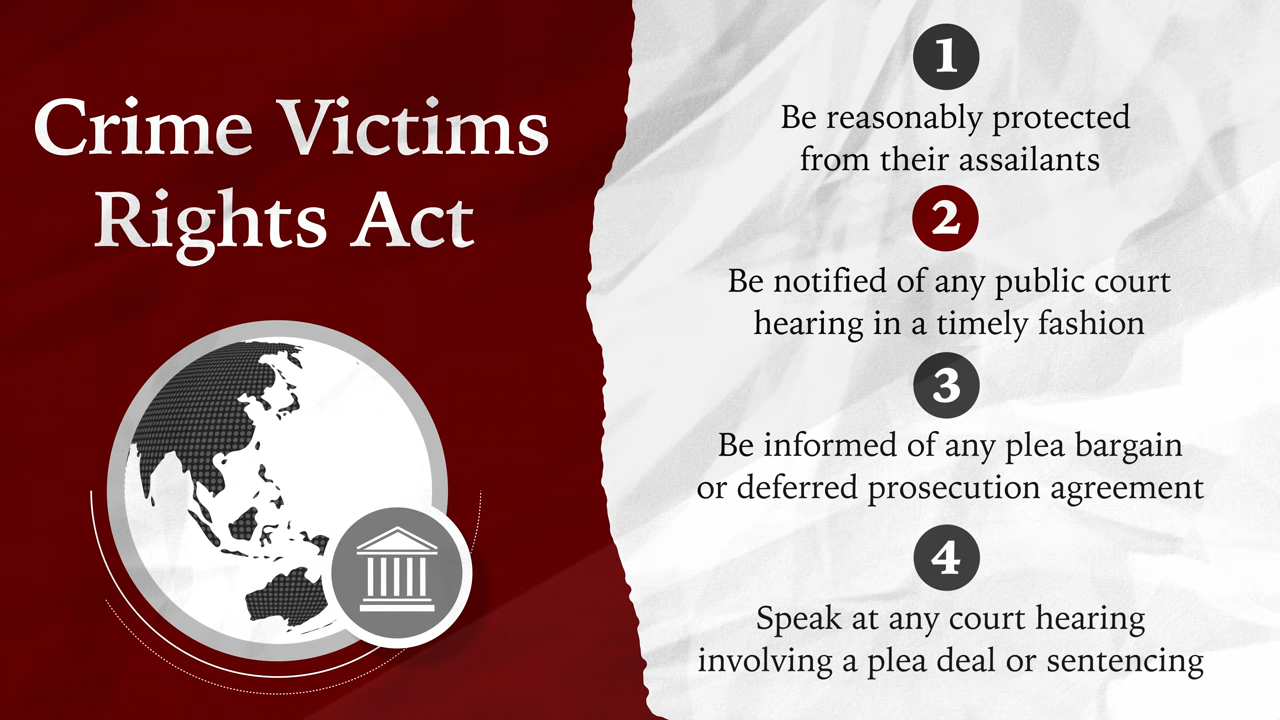 Crime Victims
Rights Act
1
Be reasonably protected
from their assailants
2
Be notified of any public court
hearing in a timely fashion
3
Be informed of any plea bargain
or deferred prosecution agreement
4
Speak at any court hearing
involving a plea deal or sentencing